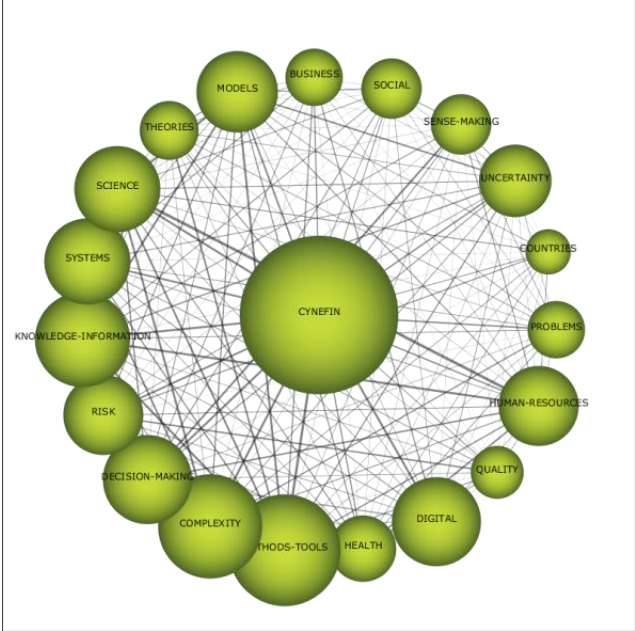 BUSINESS
SOCIAL
MODELS
SENSE-MAKING
THEORIES
UNCERTAINTY
SCIENCE
COUNTRIES
SYSTEMS
CYNEFIN
PROBLEMS
KNOWLEDGE-INFORMATION
HUMAN-RESOURCES
RISK
QUALITY
DECISION-MAKING
DIGITAL
COMPLEXITY
THODS-TOOLS
HEALTH